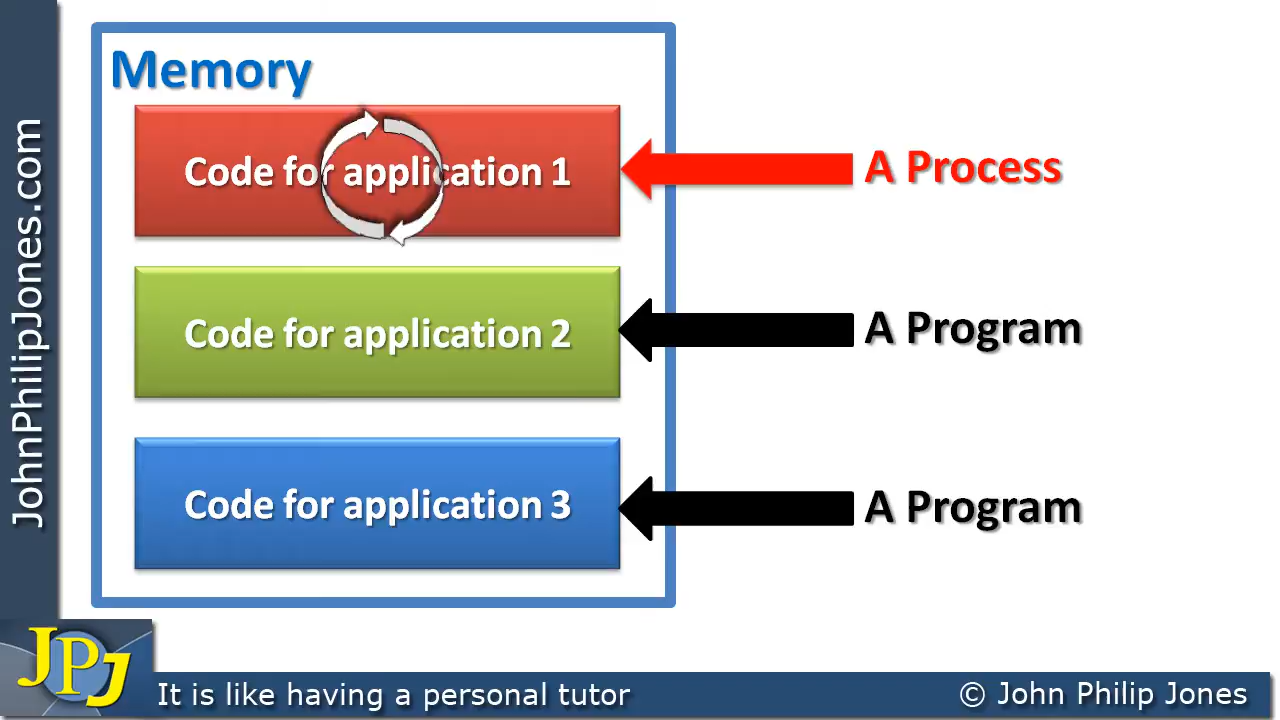 Memory
Code for application 1
A Process
Code for application 2
A Program
Code for application 3
A Program
JohnPhilipJones.com
JPJ
It is like having a personal tutor
© John Philip Jones